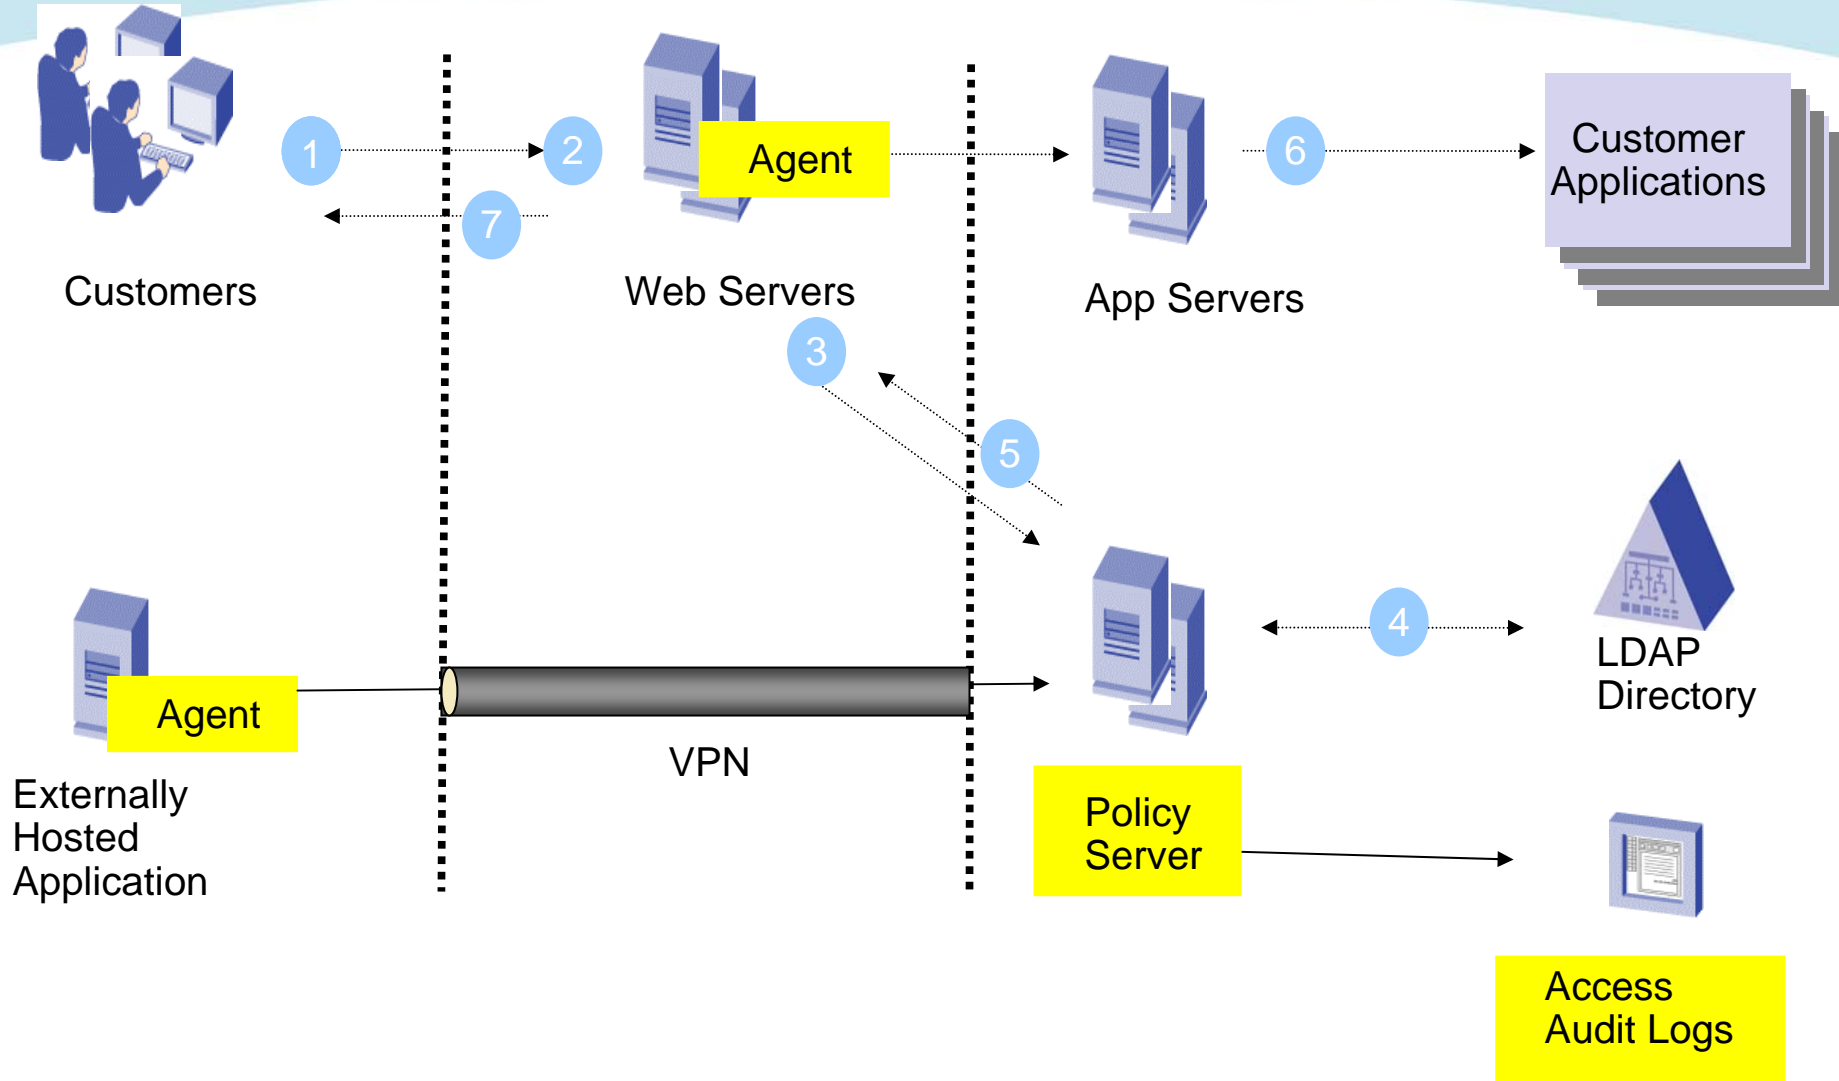 1
2
Agent
6
Customer
Applications
7
Customers
Web Servers
App Servers
3
5
4
LDAP
Directory
Agent
VPN
Externally
Hosted
Application
Policy
Server
Access
Audit Logs